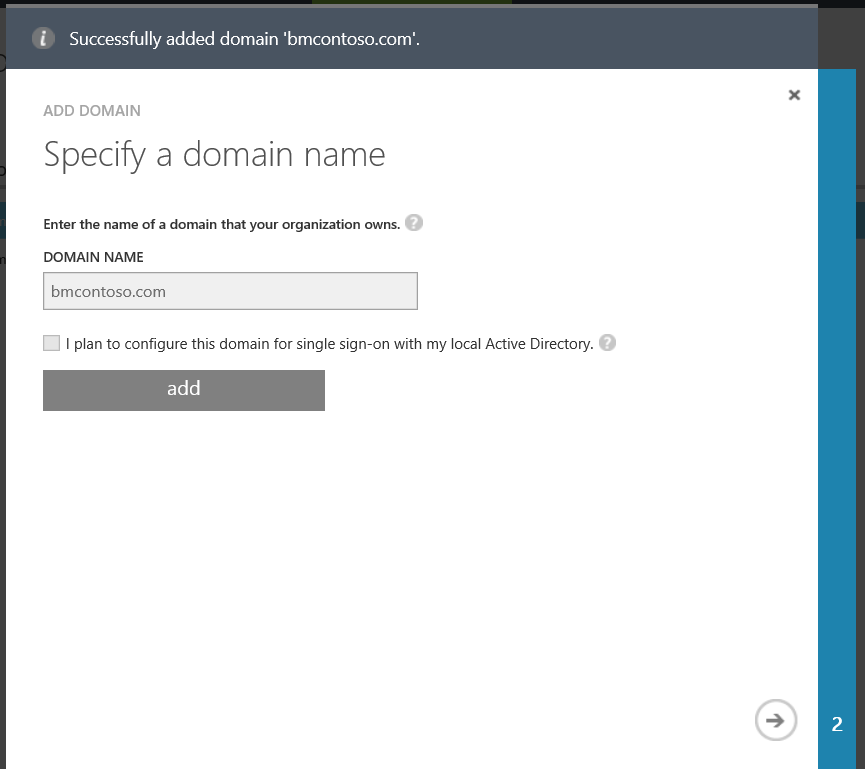 Successfully added domain 'bmcontoso.com'.
ADD DOMAIN
Specify a domain name
Enter the name of a domain that your organization owns. ?
DOMAIN NAME
bmcontoso.com
I plan to configure this domain for single sign-on with my local Active Directory. ?
add
2